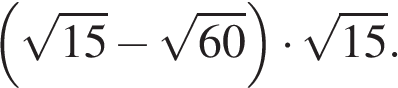 (√15 − √60) · √15.